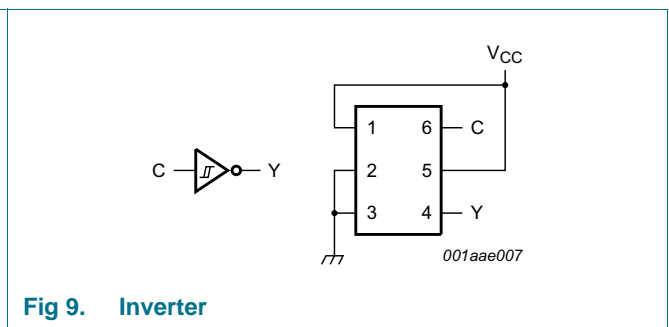 VCC
1 6 C
C Y 2 5
3 4 Y
001aae007
Fig 9. Inverter